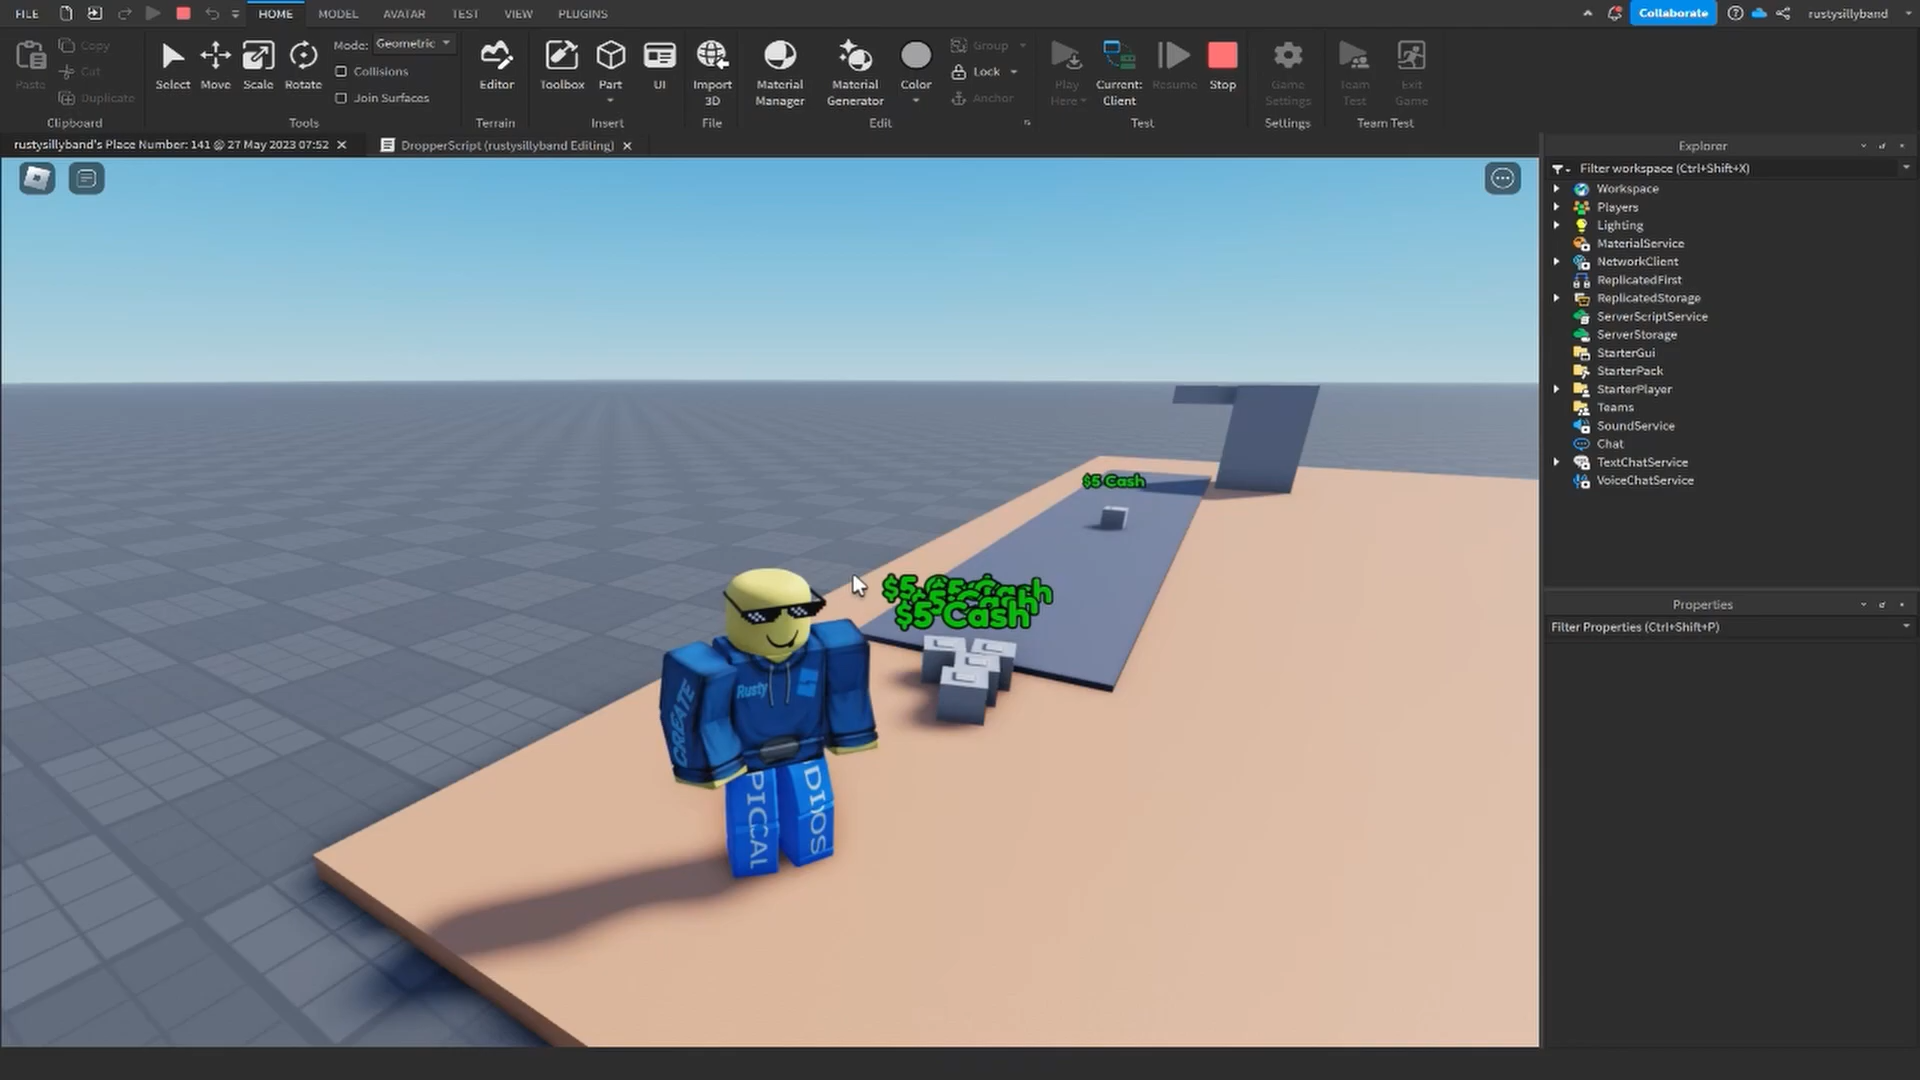 FILE HOME MODEL AVATAR TEST VIEW PLUGINS Collaborate rustysillyband
Paste Copy Cut Duplicate
Clipboard
Select Move Scale Rotate
Mode: Geometric
Collisions
Join Surfaces
Tools
Editor
Terrain
Toolbox Part UI
Insert
Import 3D
File
Material Manager
Material Generator
Color
Group
Lock
Anchor
Edit
Play Here
Current: Client
Resume
Stop
Test
Game Settings
Settings
Team Test
Exit Game
Team Test
rustysillyband's Place Number: 141 @ 27 May 2023 07:52
DropperScript (rustysillyband Editing)
$5 Cash
$5 Cash
Rusty
CREATE
PICAL
DIOS
Explorer
Filter workspace (Ctrl+Shift+X)
Workspace
Players
Lighting
MaterialService
NetworkClient
ReplicatedFirst
ReplicatedStorage
ServerScriptService
ServerStorage
StarterGui
StarterPack
StarterPlayer
Teams
SoundService
Chat
TextChatService
VoiceChatService
Properties
Filter Properties (Ctrl+Shift+P)